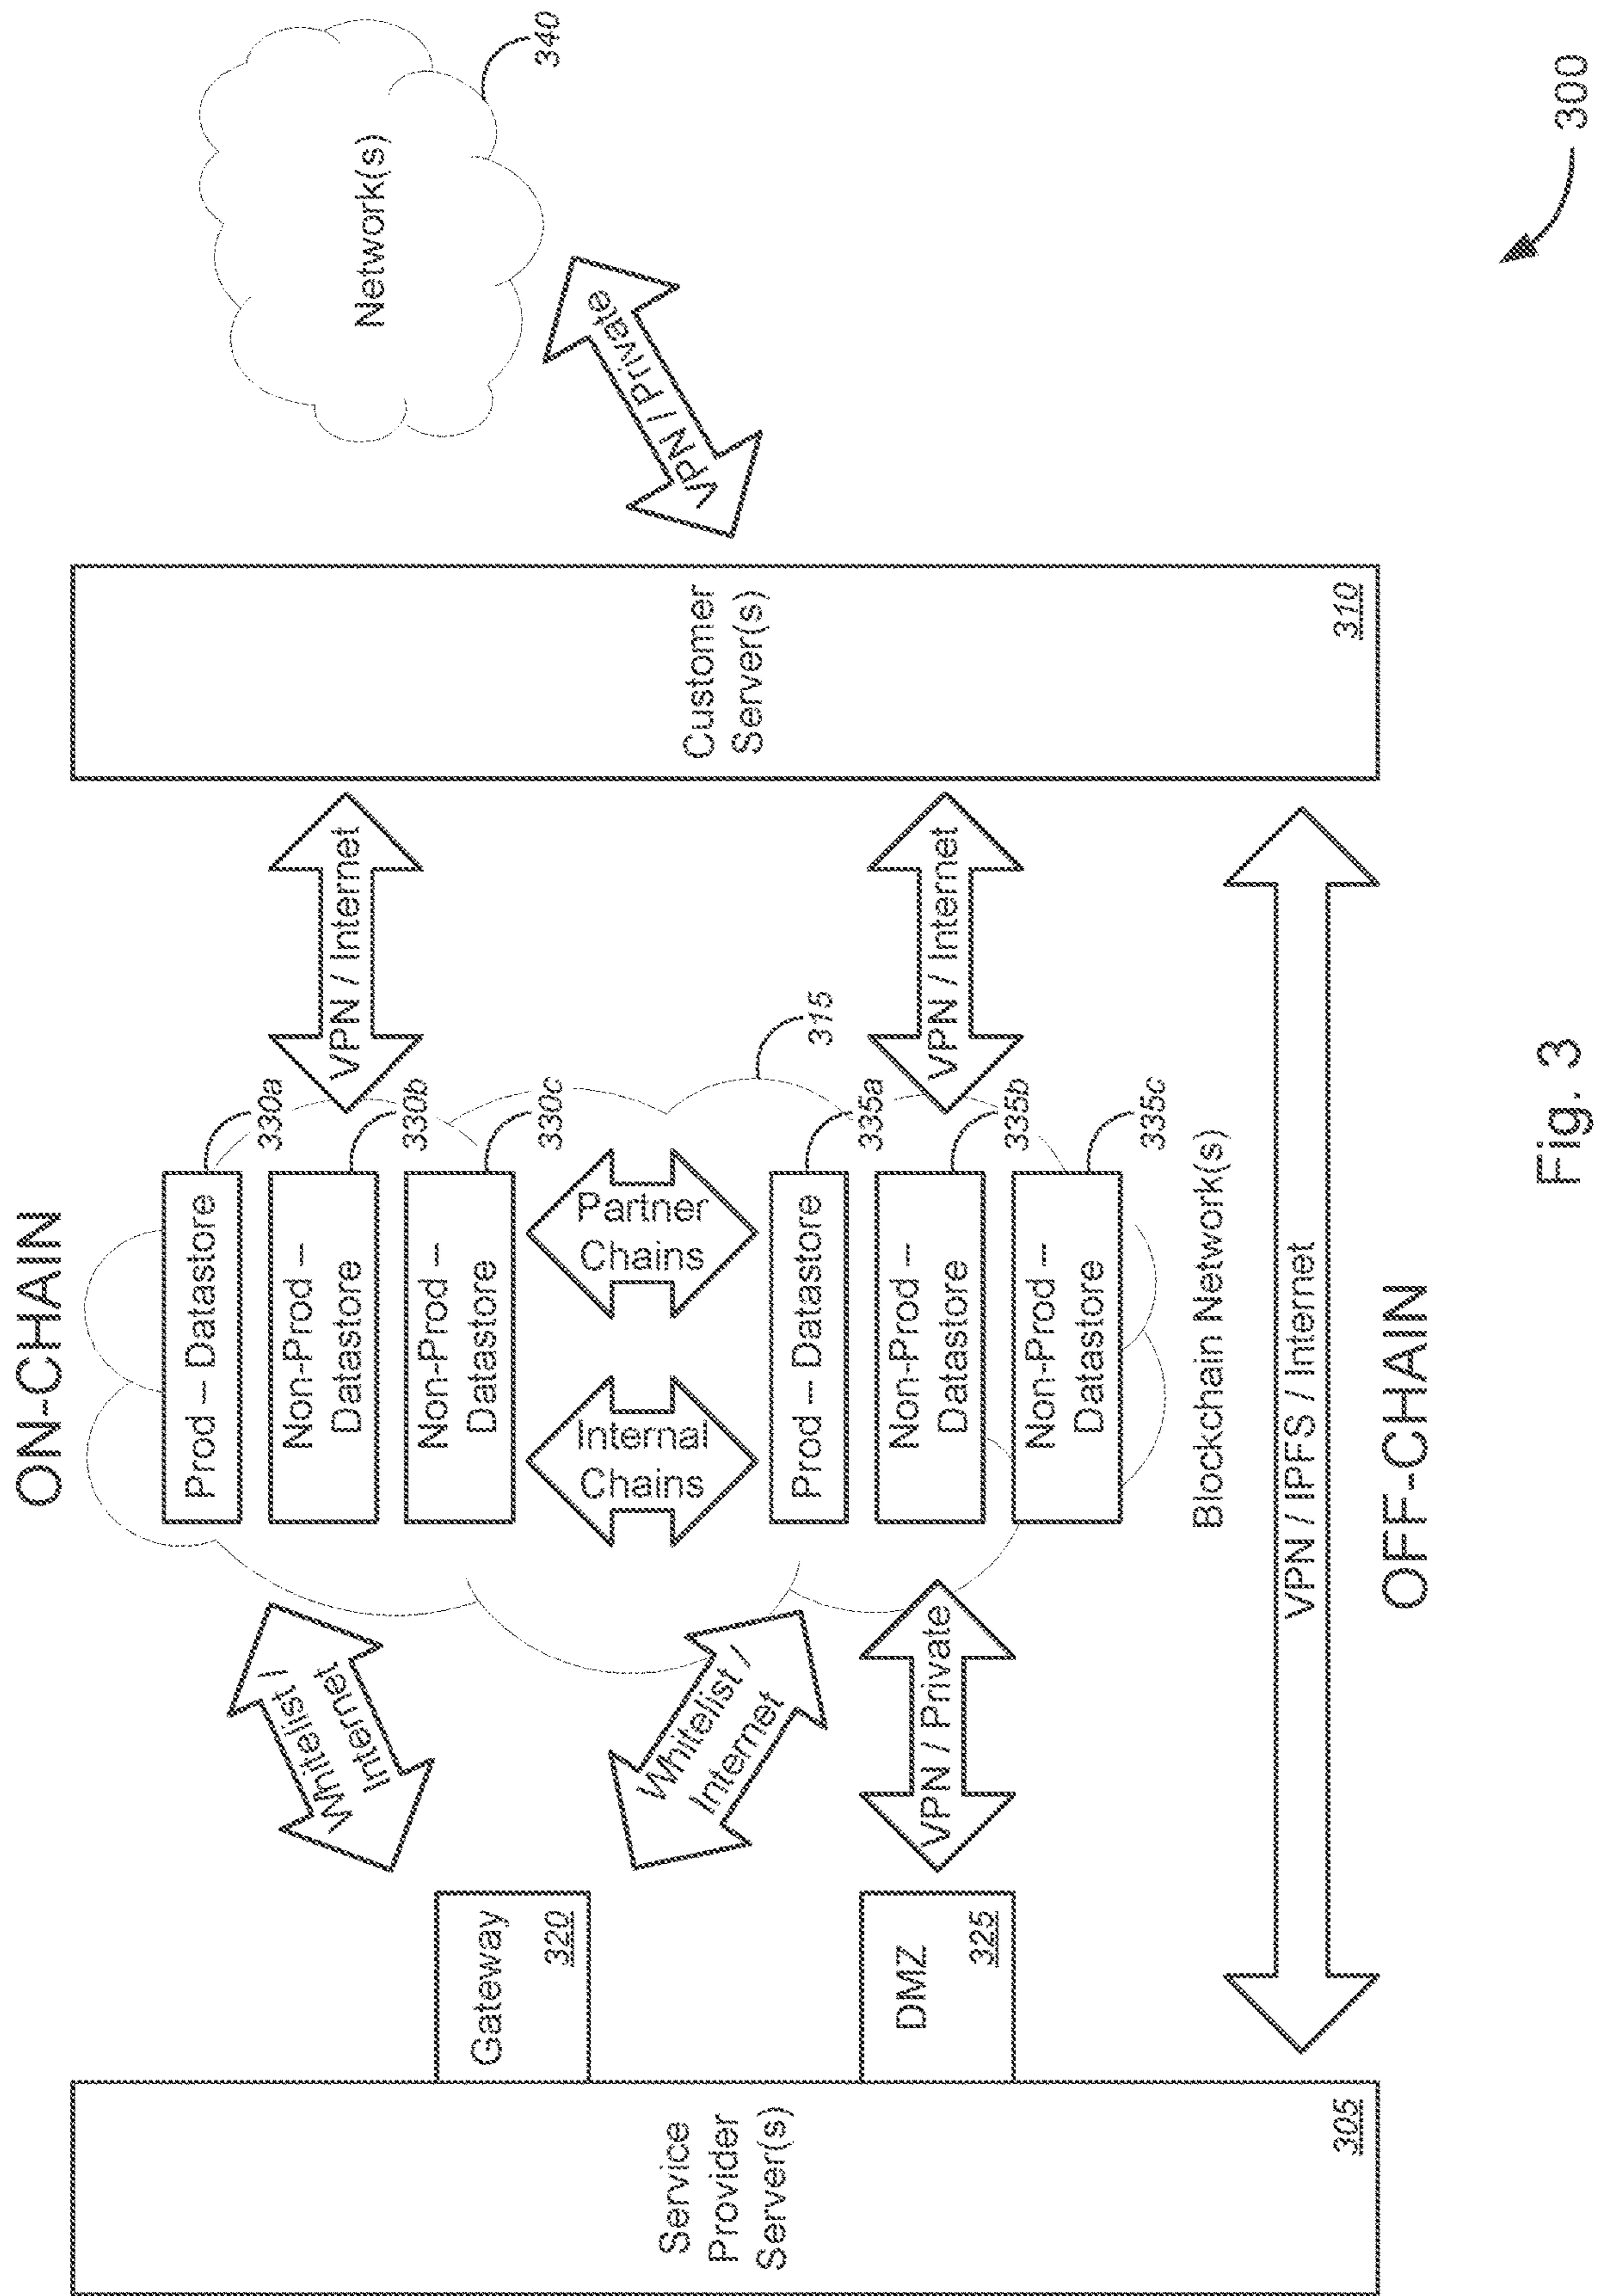 ON-CHAIN
Service
Provider
Server(s)
305
Gateway
320
DMZ
325
Whitelist /
Internet
Whitelist /
Internet
VPN / Private
Prod – Datastore
330a
Non-Prod –
Datastore
330b
Non-Prod –
Datastore
330c
Internal
Chains
Partner
Chains
315
Prod – Datastore
335a
Non-Prod –
Datastore
335b
Non-Prod –
Datastore
335c
Blockchain Network(s)
VPN / Internet
VPN / Internet
Customer
Server(s)
310
VPN / Private
Network(s)
340
VPN / IPFS / Internet
OFF-CHAIN
300
Fig. 3